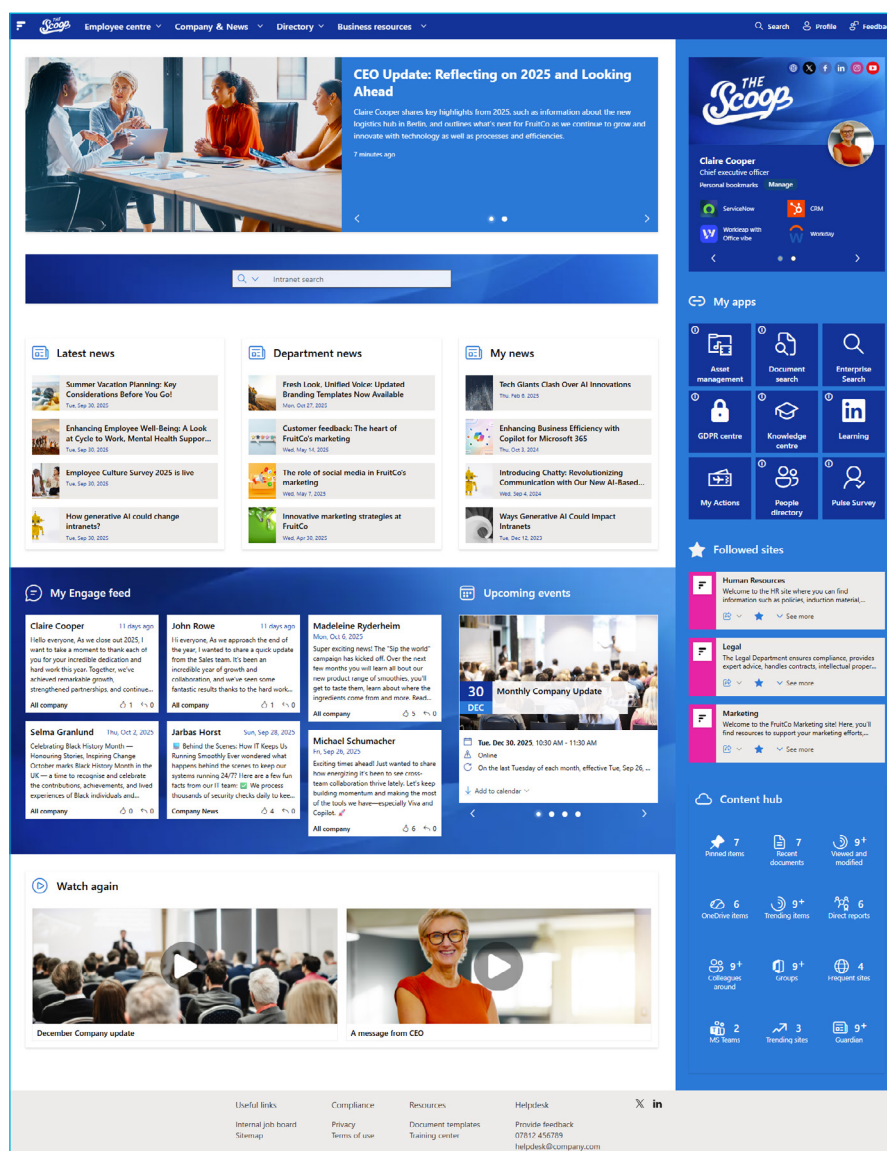 THE
Scoop
Employee centre
Company & News
Directory
Business resources
Search
Profile
Feedba
CEO Update: Reflecting on 2025 and Looking
Ahead
Claire Cooper shares key highlights from 2025, such as information about the new
logistics hub in Berlin, and outlines what's next for FruitCo as we continue to grow and
innovate with technology as well as processes and efficiencies.
7 minutes ago
Intranet search
Latest news
Summer Vacation Planning: Key
Considerations Before You Go!
Tue, Sep 30, 2025
Enhancing Employee Well-Being: A Look
at Cycle to Work, Mental Health Suppor...
Tue, Sep 30, 2025
Employee Culture Survey 2025 is live
Tue, Sep 30, 2025
How generative AI could change
intranets?
Tue, Sep 30, 2025
Department news
Fresh Look, Unified Voice: Updated
Branding Templates Now Available
Mon, Oct 27, 2025
Customer feedback: The heart of
FruitCo's marketing
Wed, May 14, 2025
The role of social media in FruitCo's
marketing
Wed, May 7, 2025
Innovative marketing strategies at
FruitCo
Wed, Apr 30, 2025
My news
Tech Giants Clash Over AI Innovations
Thu, Feb 6, 2025
Enhancing Business Efficiency with
Copilot for Microsoft 365
Thu, Oct 3, 2024
Introducing Chatty: Revolutionizing
Communication with Our New AI-Based...
Wed, Sep 4, 2024
Ways Generative AI Could Impact
Intranets
Tue, Dec 12, 2023
My Engage feed
Claire Cooper 11 days ago
Hello everyone, As we close out 2025, I
want to take a moment to thank each of
you for your incredible dedication and
hard work this year. Together, we've
achieved remarkable growth,
strengthened partnerships, and continue...
All company 1 0
John Rowe 11 days ago
Hi everyone, As we approach the end of
the year, I wanted to share a quick update
from the Sales team. It's been an
incredible year of growth and
collaboration, and we've seen some
fantastic results thanks to the hard work...
All company 1 0
Madeleine Ryderheim
Mon, Oct 6, 2025
Super exciting news! The "Sip the world"
campaign has kicked off. Over the next
few months you will learn all about our
new product range of smoothies, you'll
get to taste them, learn about where the
ingredients come from and more. Read...
All company 5 0
Selma Granlund Thu, Oct 2, 2025
Celebrating Black History Month —
Honouring Stories, Inspiring Change
October marks Black History Month in the
UK — a time to recognise and celebrate
the contributions, achievements, and lived
experiences of Black individuals and...
All company 0 0
Jarbas Horst Sun, Sep 28, 2025
Behind the Scenes: How IT Keeps Us
Running Smoothly Ever wondered what
happens behind the scenes to keep our
systems running 24/7? Here are a few fun
facts from our IT team: ✅ We process
thousands of security checks daily to kee...
Company News 4 0
Michael Schumacher
Fri, Sep 26, 2025
Exciting times ahead! Just wanted to share
how energizing it's been to see cross-
team collaboration thrive lately. Let's keep
building momentum and making the most
of the tools we have—especially Viva and
Copilot. 🚀
All company 6 0
Upcoming events
30
DEC
Monthly Company Update
Tue, Dec 30, 2025, 10:30 AM - 11:30 AM
Online
On the last Tuesday of each month, effective Tue, Sep 26, ...
Add to calendar
Watch again
December Company update
A message from CEO
THE
Scoop
Claire Cooper
Chief executive officer
Personal bookmarks Manage
ServiceNow
CRM
Workleap with
Office vibe
Workday
My apps
Asset
management
Document
search
Enterprise
Search
GDPR centre
Knowledge
centre
Learning
My Actions
People
directory
Pulse Survey
Followed sites
Human Resources
Welcome to the HR site where you can find
information such as policies, induction material,...
See more
Legal
The Legal Department ensures compliance, provides
expert advice, handles contracts, intellectual proper...
See more
Marketing
Welcome to the FruitCo Marketing site! Here, you'll
find resources to support your marketing efforts,...
See more
Content hub
7
Pinned items
7
Recent
documents
9+
Viewed and
modified
6
OneDrive items
9+
Trending items
6
Direct reports
9+
Colleagues
around
9+
Groups
4
Frequent sites
2
MS Teams
3
Trending sites
9+
Guardian
Useful links
Internal job board
Sitemap
Compliance
Privacy
Terms of use
Resources
Document templates
Training center
Helpdesk
Provide feedback
07812 456789
helpdesk@company.com